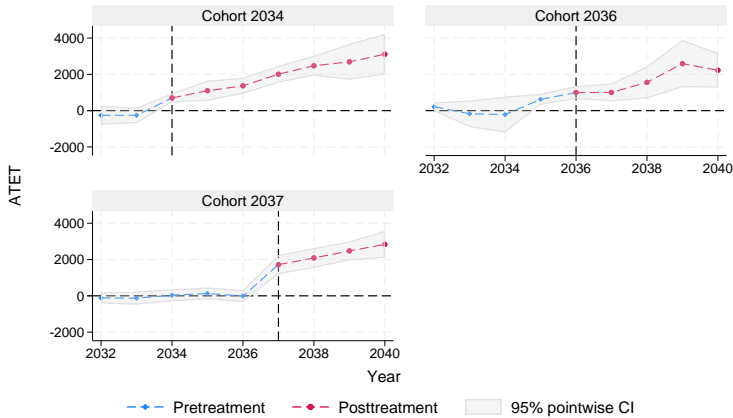 Cohort 2034
Cohort 2036
4000
2000
0
-2000
2032 2034 2036 2038 2040
Cohort 2037
4000
2000
0
-2000
2032 2034 2036 2038 2040
ATET
Year
Pretreatment Posttreatment 95% pointwise CI